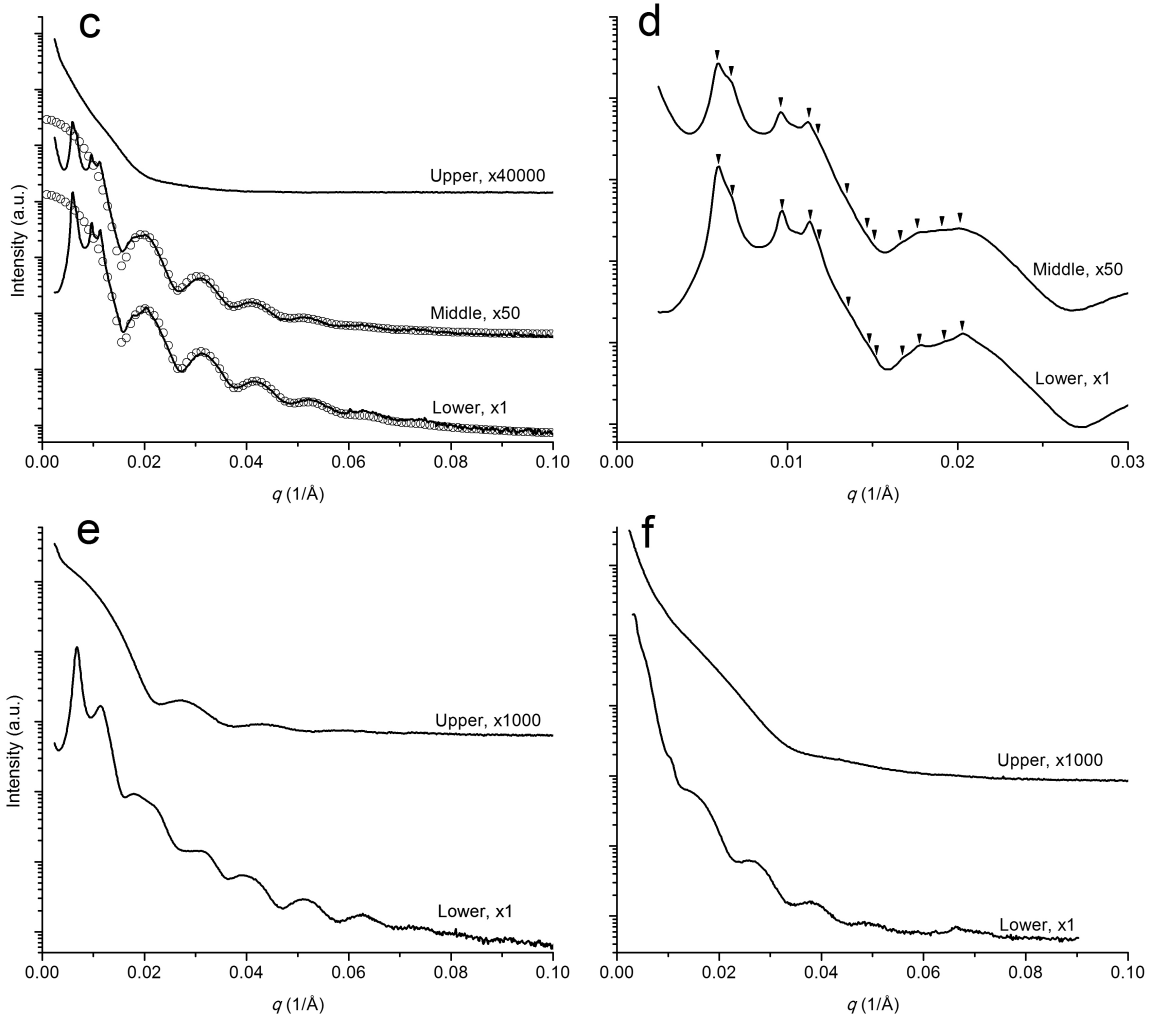 c
Intensity (a.u.)
Upper, x40000
Middle, x50
Lower, x1
0.00 0.02 0.04 0.06 0.08 0.10
q (1/Å)
d
Middle, x50
Lower, x1
0.00 0.01 0.02 0.03
q (1/Å)
e
Intensity (a.u.)
Upper, x1000
Lower, x1
0.00 0.02 0.04 0.06 0.08 0.10
q (1/Å)
f
Upper, x1000
Lower, x1
0.00 0.02 0.04 0.06 0.08 0.10
q (1/Å)